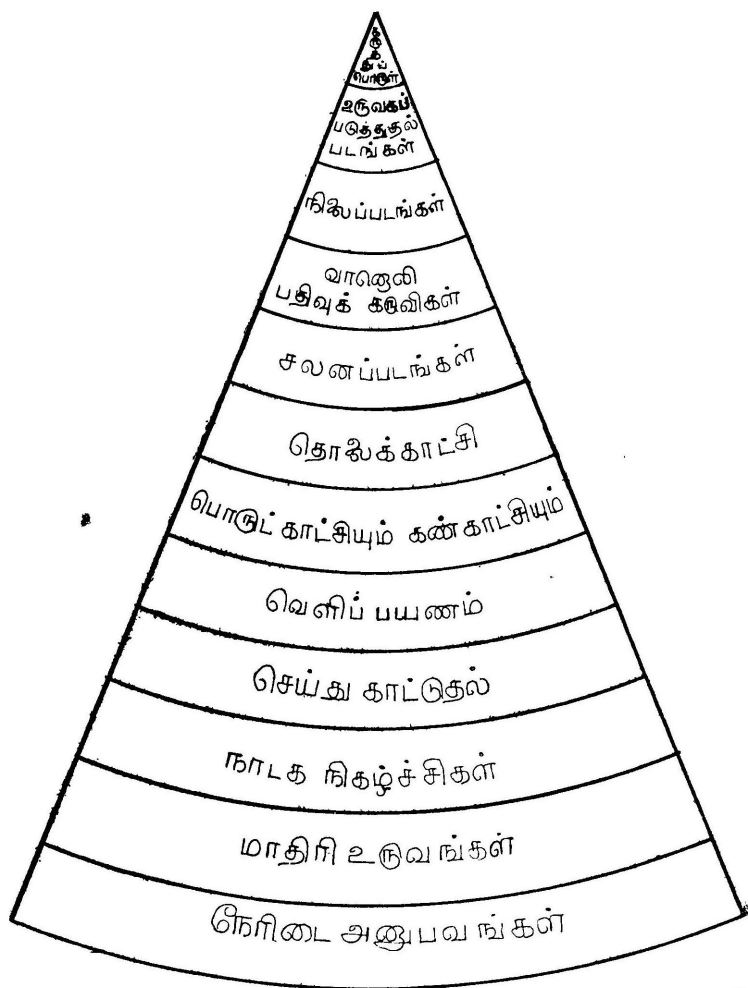 கருத்துப்
பொருள்
உருவகப்
படுத்துதல்
படங்கள்
நிலைப்படங்கள்
வானொலி
பதிவுக் கருவிகள்
சலனப்படங்கள்
தொலைக்காட்சி
பொருட்காட்சியும் கண்காட்சியும்
வெளிப் பயணம்
செய்து காட்டுதல்
நாடக நிகழ்ச்சிகள்
மாதிரி உருவங்கள்
நேரிடை அனுபவங்கள்